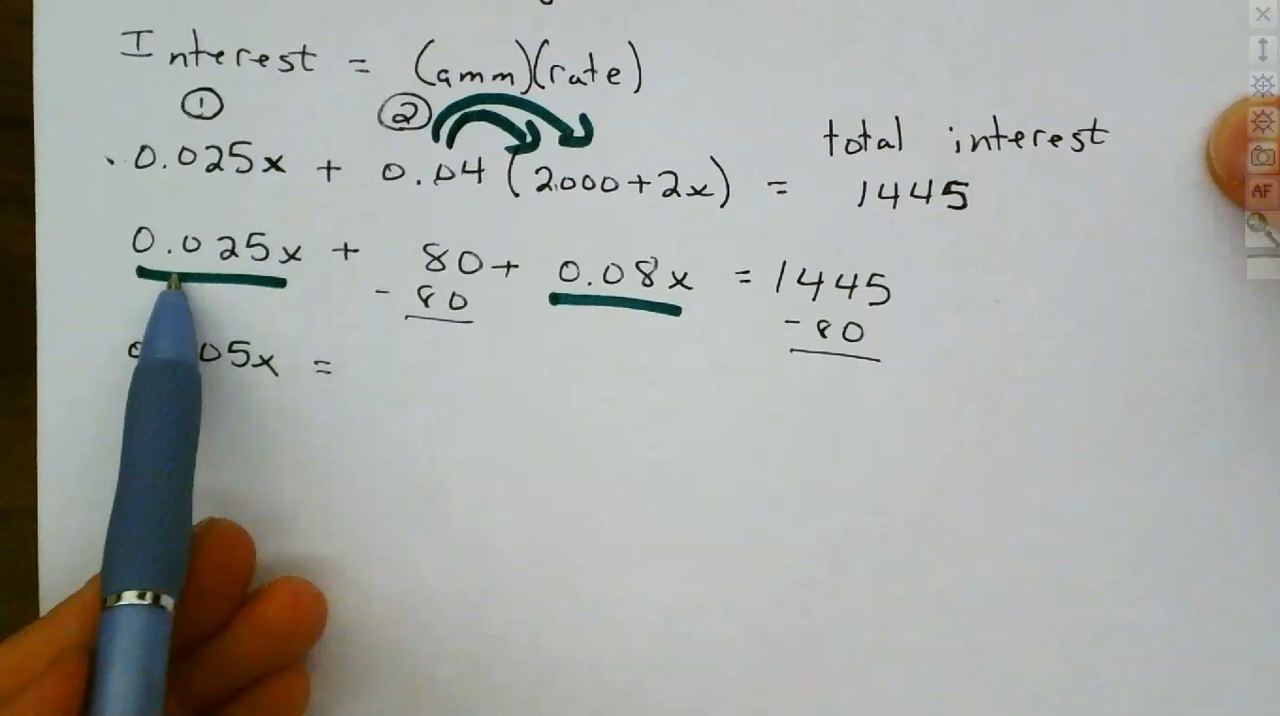 Interest = (amm)(rate)
① ②
0.025x + 0.04 (2000+2x) = 1445
total interest
0.025x + 80 + 0.08x = 1445
- 80 - 80
05x =
AF